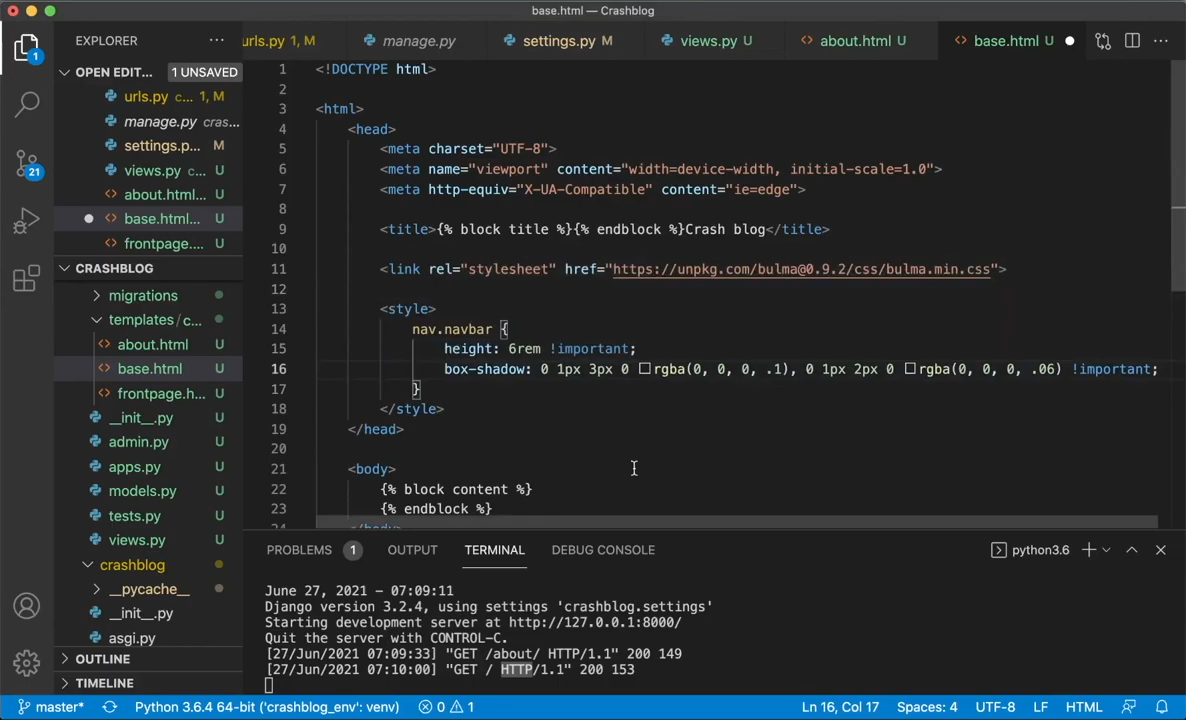 base.html — Crashblog
EXPLORER ···
urls.py 1, M manage.py settings.py M views.py U about.html U base.html U ···
OPEN EDIT... 1 UNSAVED
urls.py c... 1, M
manage.py cras...
settings.p... M
views.py c... U
about.html... U
base.html... U
frontpage.... U
CRASHBLOG
migrations
templates/c...
about.html U
base.html U
frontpage.h... U
__init__.py U
admin.py U
apps.py U
models.py U
tests.py U
views.py U
crashblog
__pycache__
__init__.py
asgi.py
OUTLINE
TIMELINE
1 <!DOCTYPE html>
2
3 <html>
4 <head>
5 <meta charset="UTF-8">
6 <meta name="viewport" content="width=device-width, initial-scale=1.0">
7 <meta http-equiv="X-UA-Compatible" content="ie=edge">
8
9 <title>{% block title %}{% endblock %}Crash blog</title>
10
11 <link rel="stylesheet" href="https://unpkg.com/bulma@0.9.2/css/bulma.min.css">
12
13 <style>
14 nav.navbar {
15 height: 6rem !important;
16 box-shadow: 0 1px 3px 0 rgba(0, 0, 0, .1), 0 1px 2px 0 rgba(0, 0, 0, .06) !important;
17 }
18 </style>
19 </head>
20
21 <body>
22 {% block content %}
23 {% endblock %}
24 </body>
PROBLEMS 1 OUTPUT TERMINAL DEBUG CONSOLE python3.6
June 27, 2021 - 07:09:11
Django version 3.2.4, using settings 'crashblog.settings'
Starting development server at http://127.0.0.1:8000/
Quit the server with CONTROL-C.
[27/Jun/2021 07:09:33] "GET /about/ HTTP/1.1" 200 149
[27/Jun/2021 07:10:00] "GET / HTTP/1.1" 200 153
1
21
master* Python 3.6.4 64-bit ('crashblog_env': venv) 0 1 Ln 16, Col 17 Spaces: 4 UTF-8 LF HTML